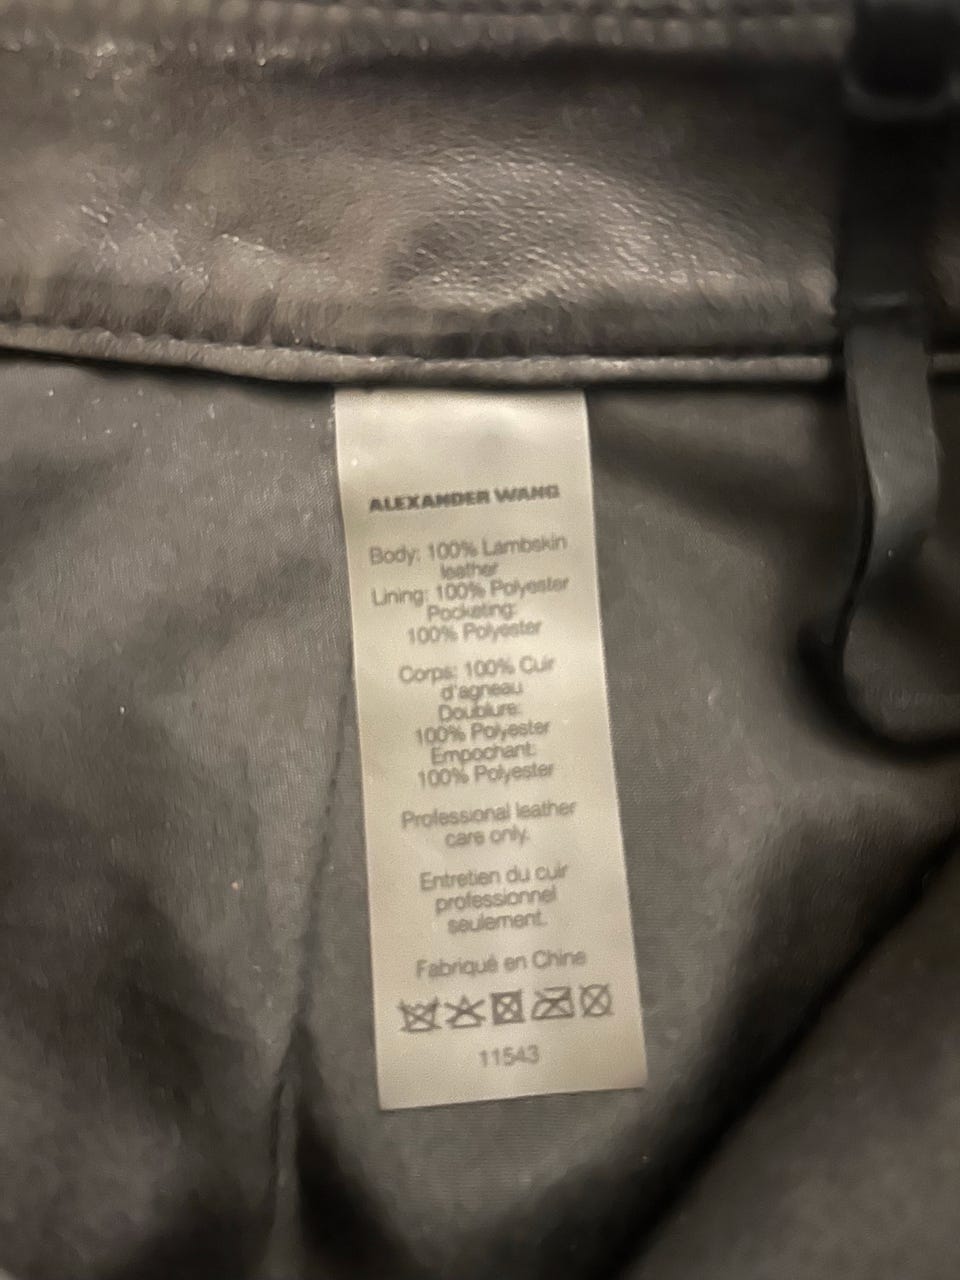 ALEXANDER WANG
Body: 100% Lambskin
leather
Lining: 100% Polyester
Pocketing:
100% Polyester
Corps: 100% Cuir
d'agneau
Doublure:
100% Polyester
Empochant:
100% Polyester
Professional leather
care only.
Entretien du cuir
professionnel
seulement.
Fabriqué en Chine
11543